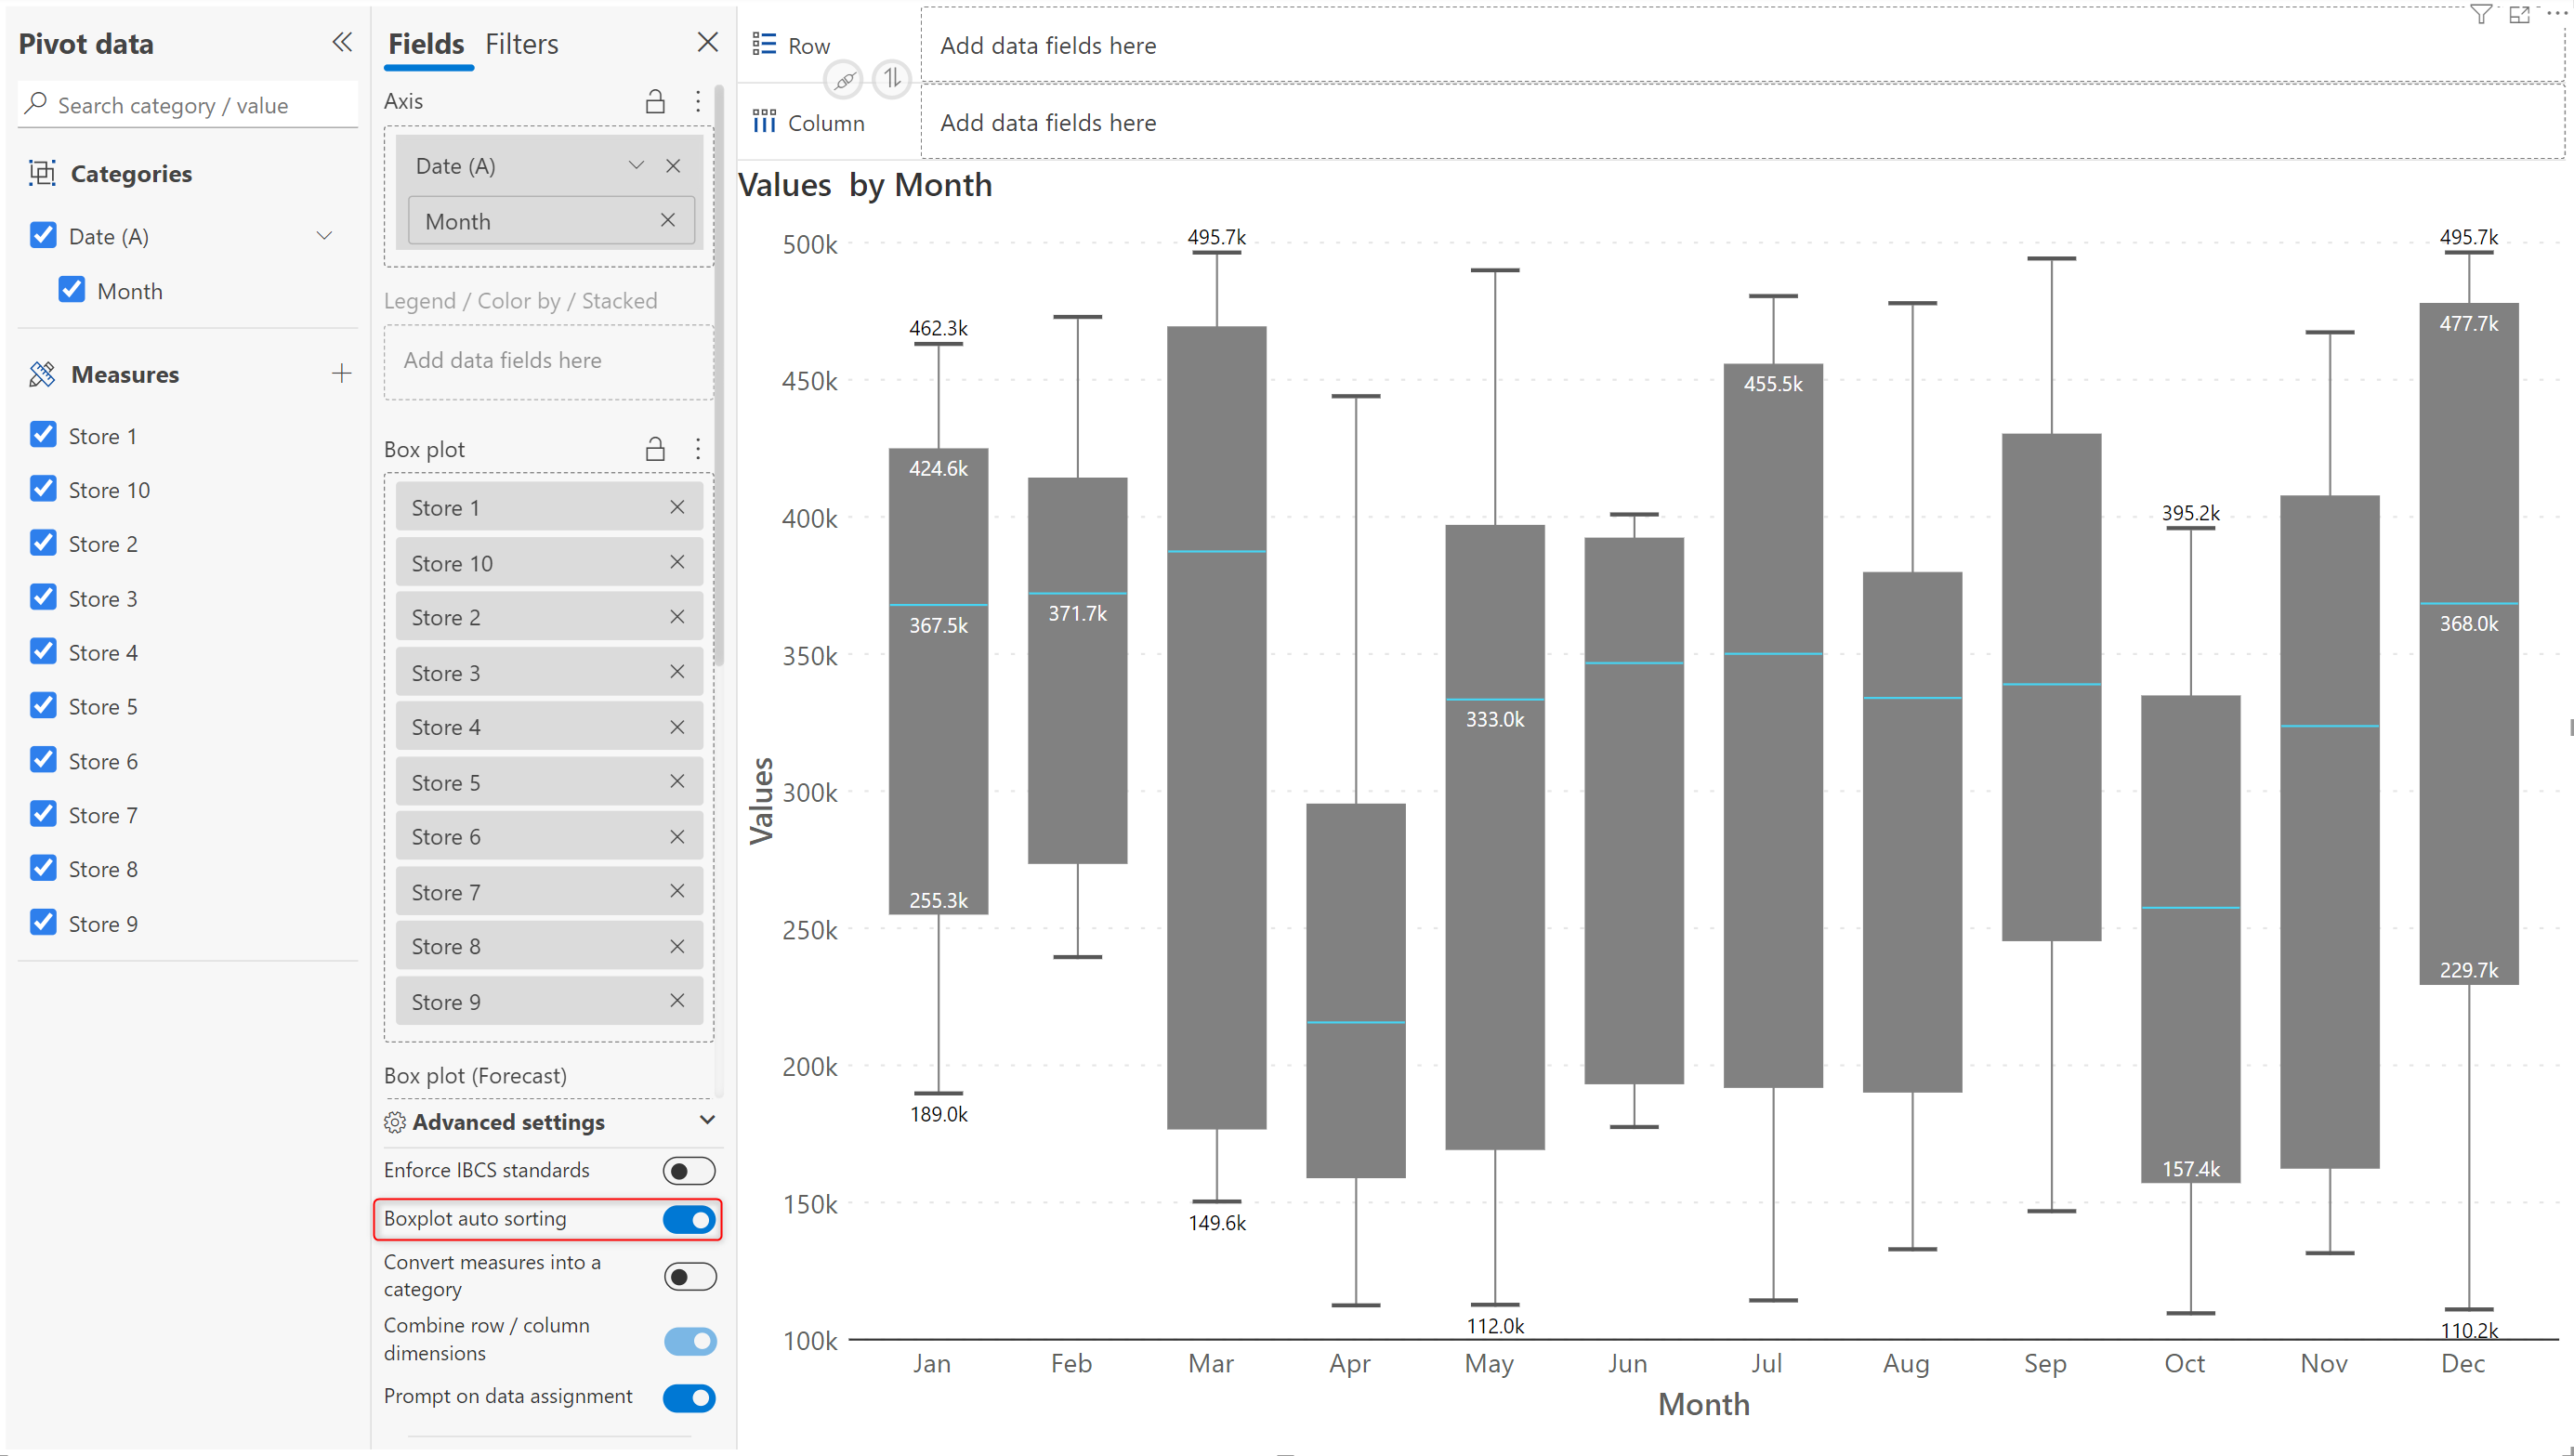 Pivot data
Search category / value
Categories
Date (A)
Month
Measures
Store 1
Store 10
Store 2
Store 3
Store 4
Store 5
Store 6
Store 7
Store 8
Store 9
Fields Filters
Axis
Date (A)
Month
Legend / Color by / Stacked
Add data fields here
Box plot
Store 1
Store 10
Store 2
Store 3
Store 4
Store 5
Store 6
Store 7
Store 8
Store 9
Box plot (Forecast)
Advanced settings
Enforce IBCS standards
Boxplot auto sorting
Convert measures into a
category
Combine row / column
dimensions
Prompt on data assignment
Row Add data fields here
Column Add data fields here
Values by Month
Values
500k
450k
400k
350k
300k
250k
200k
150k
100k
462.3k
424.6k
367.5k
255.3k
189.0k
371.7k
495.7k
149.6k
333.0k
112.0k
455.5k
395.2k
157.4k
495.7k
477.7k
368.0k
229.7k
110.2k
Jan Feb Mar Apr May Jun Jul Aug Sep Oct Nov Dec
Month